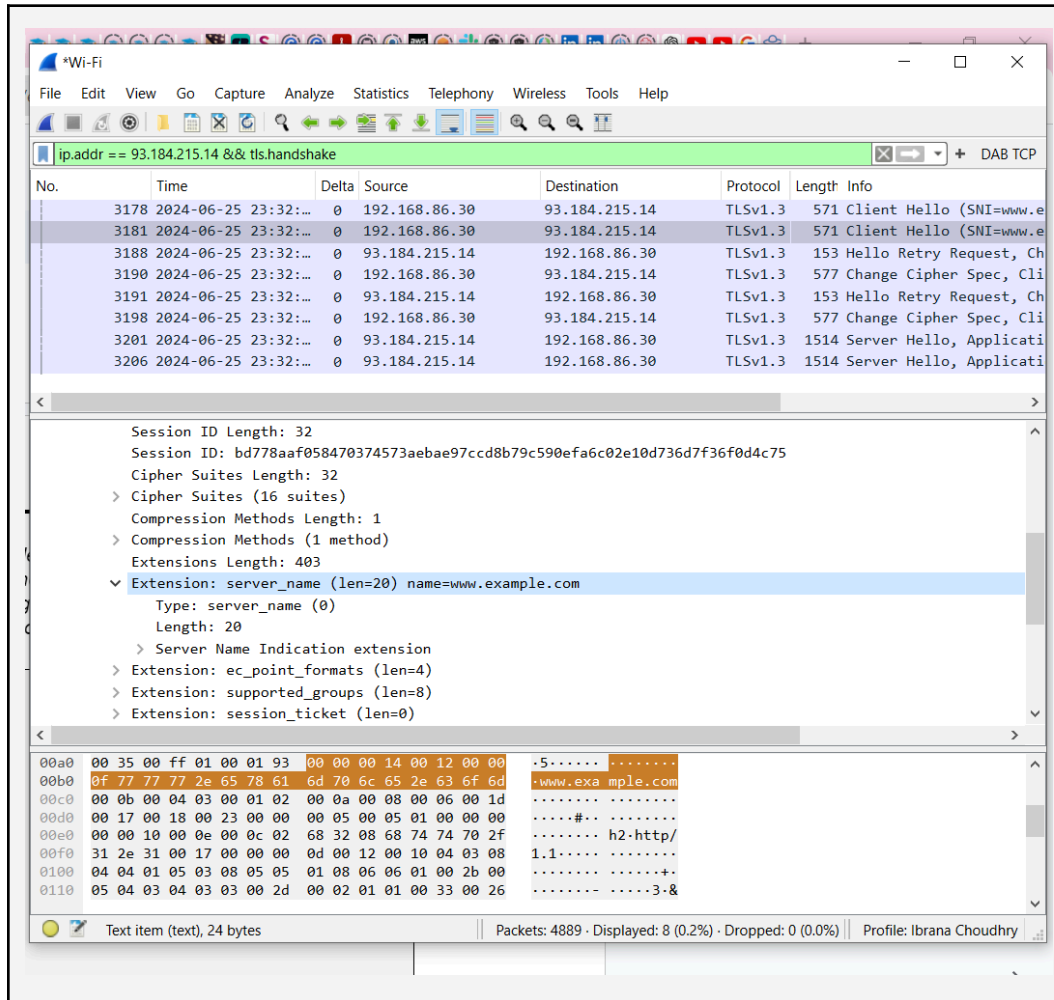 *Wi-Fi
File Edit View Go Capture Analyze Statistics Telephony Wireless Tools Help
ip.addr == 93.184.215.14 && tls.handshake DAB TCP
No. Time Delta Source Destination Protocol Length Info
3178 2024-06-25 23:32:… 0 192.168.86.30 93.184.215.14 TLSv1.3 571 Client Hello (SNI=www.e
3181 2024-06-25 23:32:… 0 192.168.86.30 93.184.215.14 TLSv1.3 571 Client Hello (SNI=www.e
3188 2024-06-25 23:32:… 0 93.184.215.14 192.168.86.30 TLSv1.3 153 Hello Retry Request, Ch
3190 2024-06-25 23:32:… 0 192.168.86.30 93.184.215.14 TLSv1.3 577 Change Cipher Spec, Cli
3191 2024-06-25 23:32:… 0 93.184.215.14 192.168.86.30 TLSv1.3 153 Hello Retry Request, Ch
3198 2024-06-25 23:32:… 0 192.168.86.30 93.184.215.14 TLSv1.3 577 Change Cipher Spec, Cli
3201 2024-06-25 23:32:… 0 93.184.215.14 192.168.86.30 TLSv1.3 1514 Server Hello, Applicati
3206 2024-06-25 23:32:… 0 93.184.215.14 192.168.86.30 TLSv1.3 1514 Server Hello, Applicati
Session ID Length: 32
Session ID: bd778aaf058470374573aebae97ccd8b79c590efa6c02e10d736d7f36f0d4c75
Cipher Suites Length: 32
Cipher Suites (16 suites)
Compression Methods Length: 1
Compression Methods (1 method)
Extensions Length: 403
Extension: server_name (len=20) name=www.example.com
Type: server_name (0)
Length: 20
Server Name Indication extension
Extension: ec_point_formats (len=4)
Extension: supported_groups (len=8)
Extension: session_ticket (len=0)
00a0 00 35 00 ff 01 00 01 93 00 00 00 14 00 12 00 00 ·5······ ········
00b0 0f 77 77 77 2e 65 78 61 6d 70 6c 65 2e 63 6f 6d ·www.exa mple.com
00c0 00 0b 00 04 03 00 01 02 00 0a 00 08 00 06 00 1d ········ ········
00d0 00 17 00 18 00 23 00 00 00 05 00 05 01 00 00 00 ·····#·· ········
00e0 00 00 10 00 0e 00 0c 02 68 32 08 68 74 74 70 2f ········ h2·http/
00f0 31 2e 31 00 17 00 00 00 0d 00 12 00 10 04 03 08 1.1····· ········
0100 04 04 01 05 03 08 05 05 01 08 06 06 01 00 2b 00 ········ ······+·
0110 05 04 03 04 03 03 00 2d 00 02 01 01 00 33 00 26 ·······- ·····3·&
Text item (text), 24 bytes Packets: 4889 · Displayed: 8 (0.2%) · Dropped: 0 (0.0%) Profile: Ibrana Choudhry